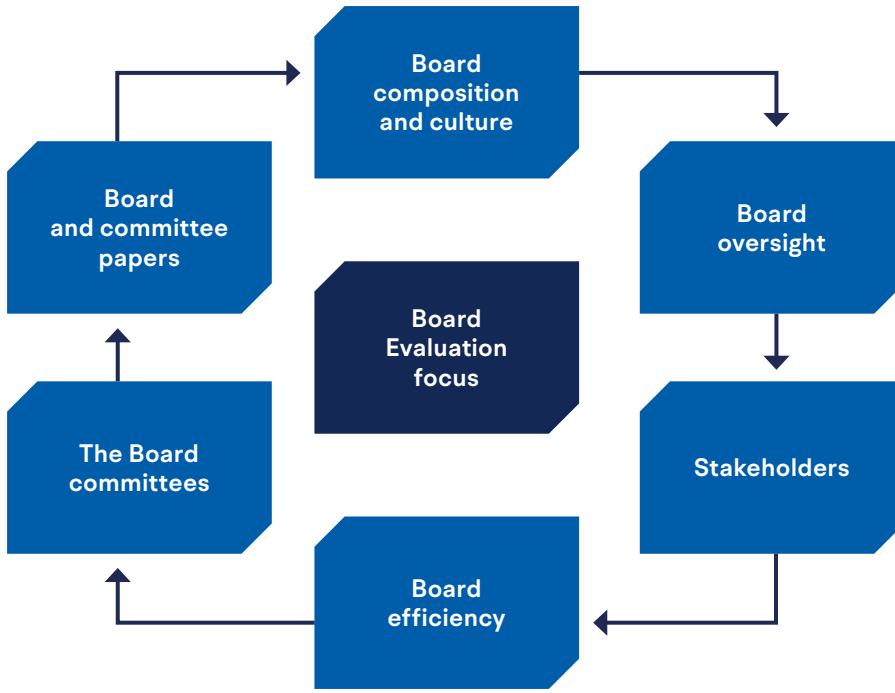 Board
composition
and culture
Board
oversight
Stakeholders
Board
efficiency
The Board
committees
Board
and committee
papers
Board
Evaluation
focus